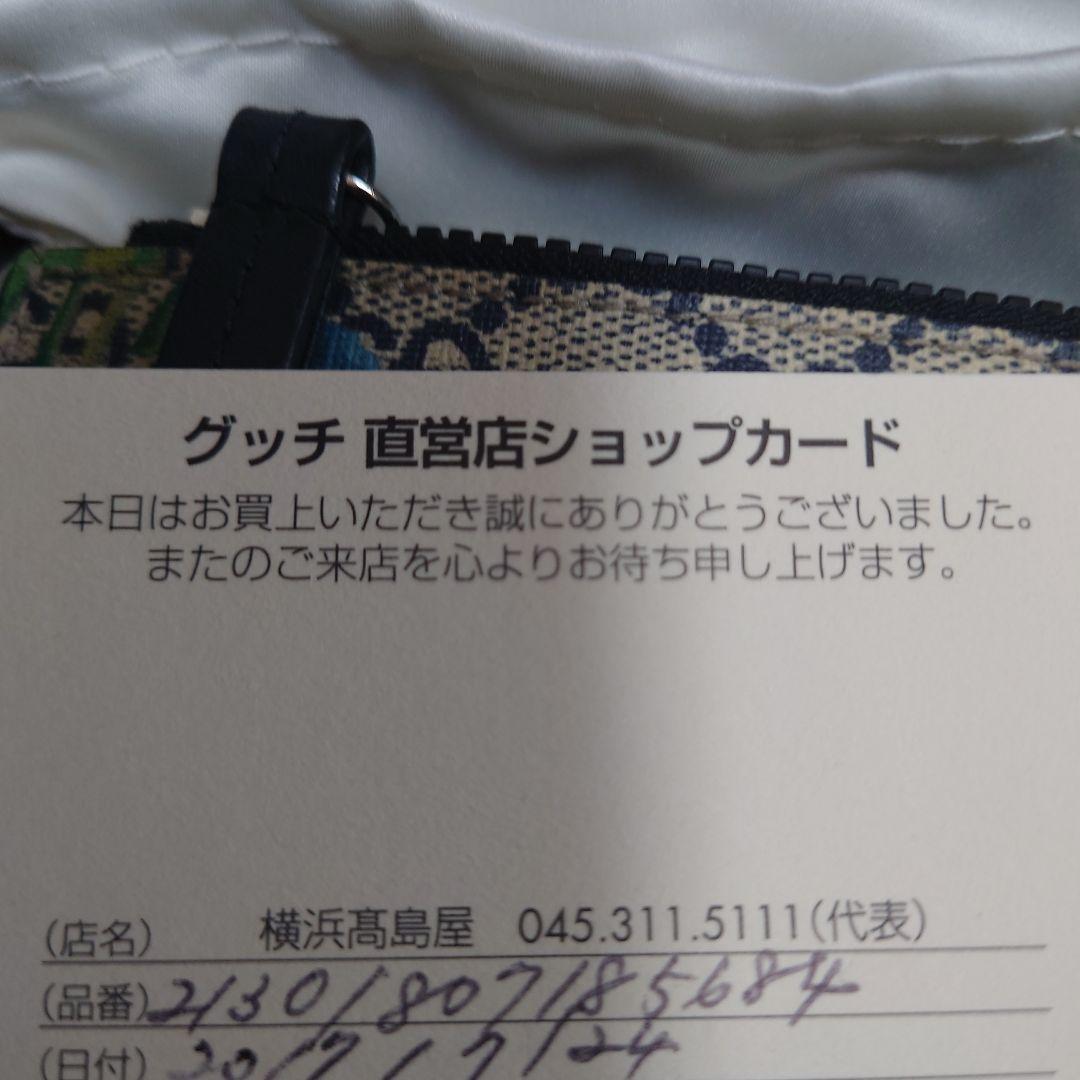 グッチ 直営店ショップカード
本日はお買上いただき誠にありがとうございました。
またのご来店を心よりお待ち申し上げます。
(店名) 横浜髙島屋 045.311.5111(代表)
(品番) 21301807185684
(日付) 2017/7/24